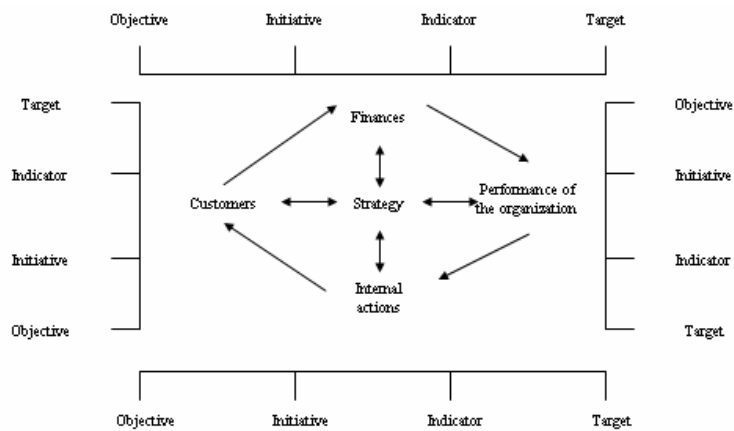 Objective Initiative Indicator Target
Target Objective
Finances
Indicator Initiative
Customers Strategy Performance of
the organization
Initiative Indicator
Internal
actions
Objective Target
Objective Initiative Indicator Target